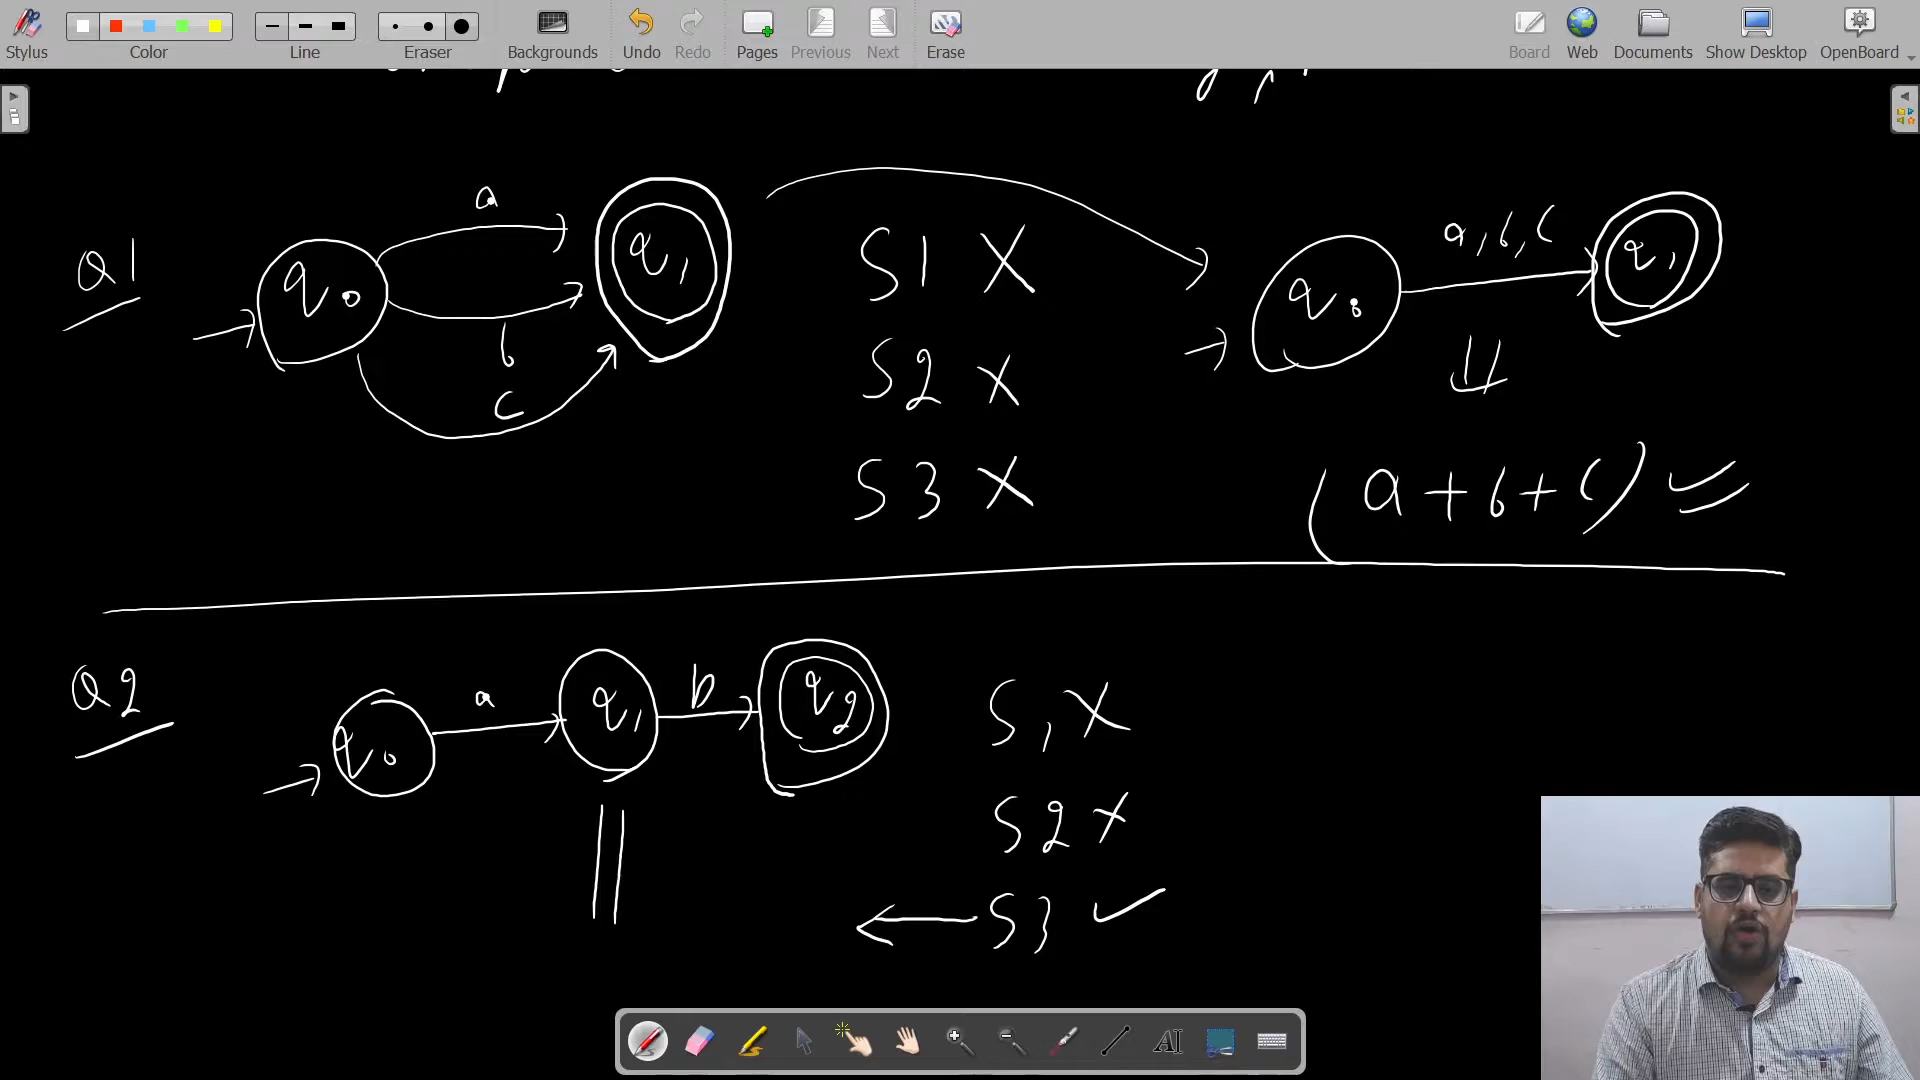 Stylus Color Line Eraser Backgrounds Undo Redo Pages Previous Next Erase Board Web Documents Show Desktop OpenBoard
Q1
q0 a b c q1
S1 X
S2 X
S3 X
q0 a,b,c q1
(a+b+c) ✓
Q2
q0 a q1 b q2
S1 X
S2 X
S3 ✓
AI